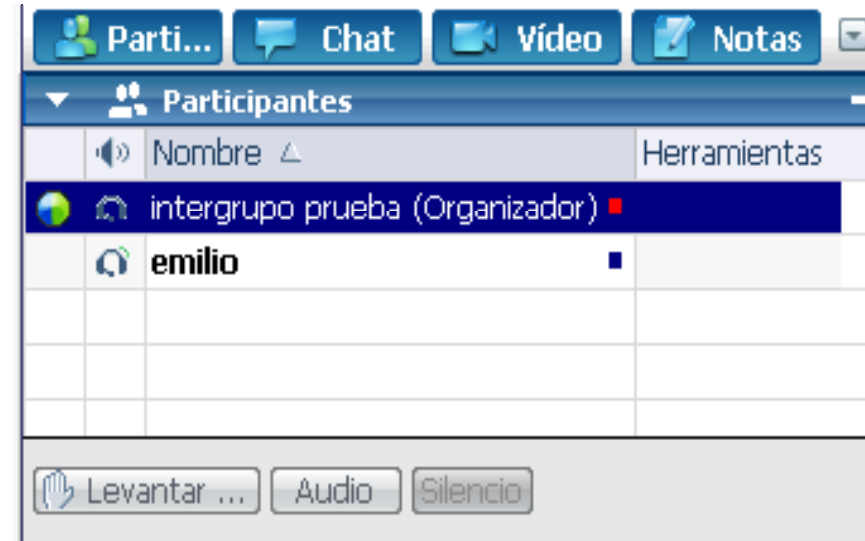 Parti... Chat Vídeo Notas
Participantes
Nombre Herramientas
intergrupo prueba (Organizador)
emilio
Levantar ... Audio Silencio